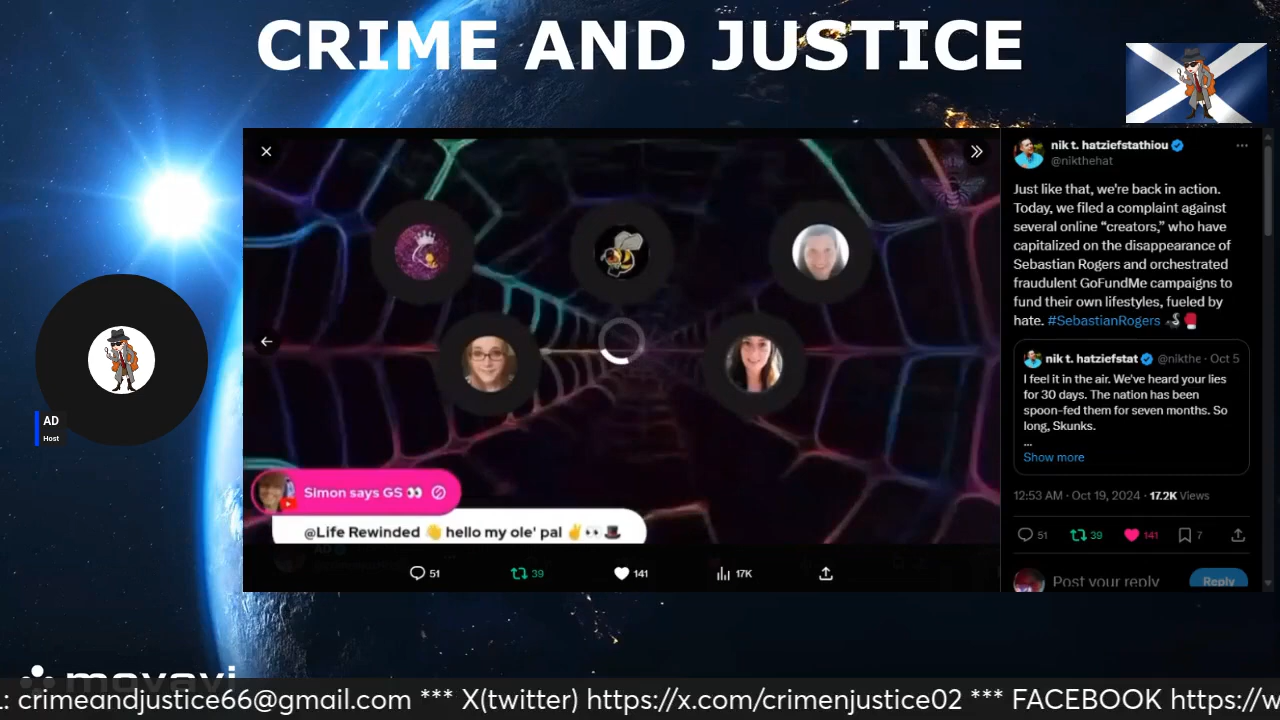 CRIME AND JUSTICE
nik t. hatziefstathiou
@nikthehat
Just like that, we're back in action.
Today, we filed a complaint against
several online “creators,” who have
capitalized on the disappearance of
Sebastian Rogers and orchestrated
fraudulent GoFundMe campaigns to
fund their own lifestyles, fueled by
hate. #SebastianRogers
nik t. hatziefstat @nikthe · Oct 5
I feel it in the air. We've heard your lies
for 30 days. The nation has been
spoon-fed them for seven months. So
long, Skunks.
...
Show more
12:53 AM · Oct 19, 2024 · 17.2K Views
51 39 141 7
Post your reply Reply
AD
Host
Simon says GS 👀
@Life Rewinded 👋 hello my ole' pal ✌️👀🎩
AD
51 39 141 17K
movavi
.: crimeandjustice66@gmail.com *** X(twitter) https://x.com/crimenjustice02 *** FACEBOOK https://w